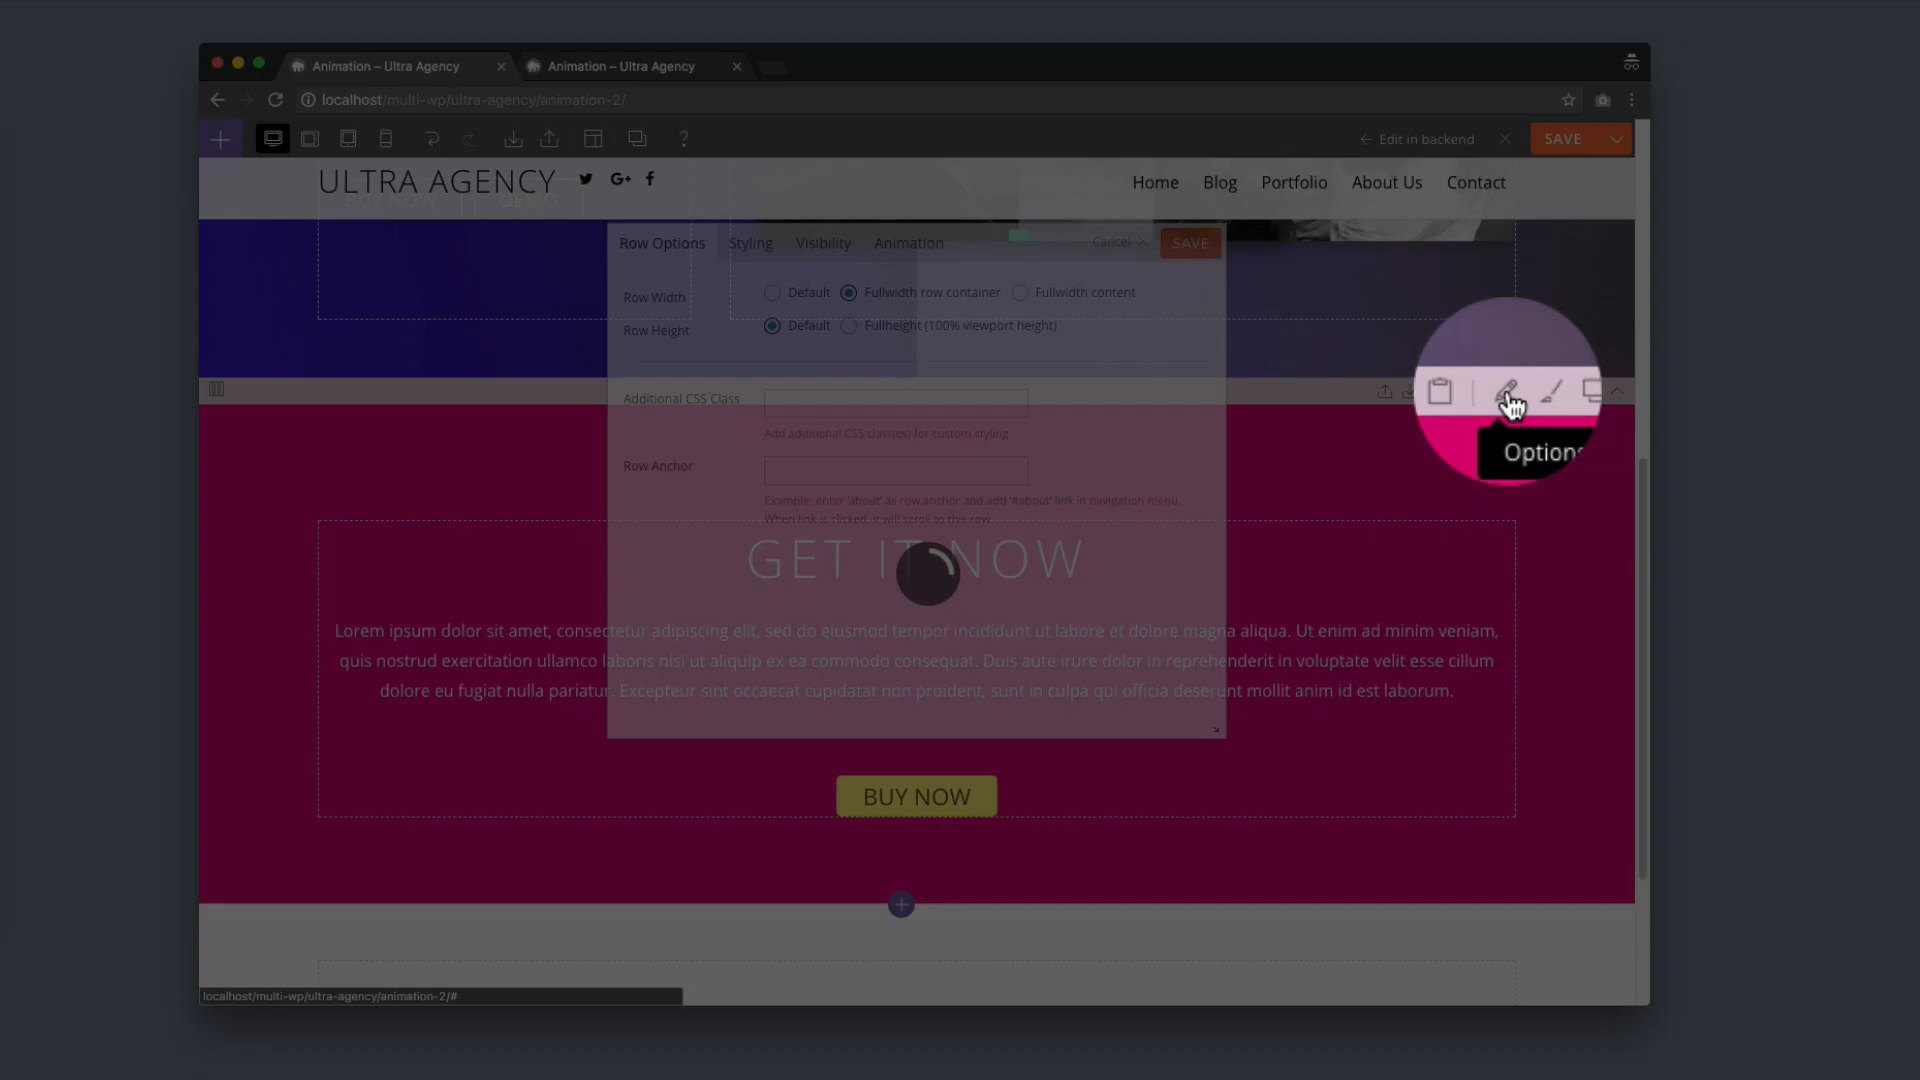 Animation – Ultra Agency
Animation – Ultra Agency
localhost/multi-wp/ultra-agency/animation-2/
Edit in backend
SAVE
ULTRA AGENCY
G+
Home
Blog
Portfolio
About Us
Contact
BUY NOW
DEMO
Row Options
Styling
Visibility
Animation
Cancel
SAVE
Row Width
Default
Fullwidth row container
Fullwidth content
Row Height
Default
Fullheight (100% viewport height)
Additional CSS Class
Add additional CSS class(es) for custom styling
Row Anchor
Example: enter 'about' as row anchor and add '#about' link in navigation menu.
When link is clicked, it will scroll to this row.
Options
GET IT NOW
Lorem ipsum dolor sit amet, consectetur adipiscing elit, sed do eiusmod tempor incididunt ut labore et dolore magna aliqua. Ut enim ad minim veniam,
quis nostrud exercitation ullamco laboris nisi ut aliquip ex ea commodo consequat. Duis aute irure dolor in reprehenderit in voluptate velit esse cillum
dolore eu fugiat nulla pariatur. Excepteur sint occaecat cupidatat non proident, sunt in culpa qui officia deserunt mollit anim id est laborum.
BUY NOW
localhost/multi-wp/ultra-agency/animation-2/#